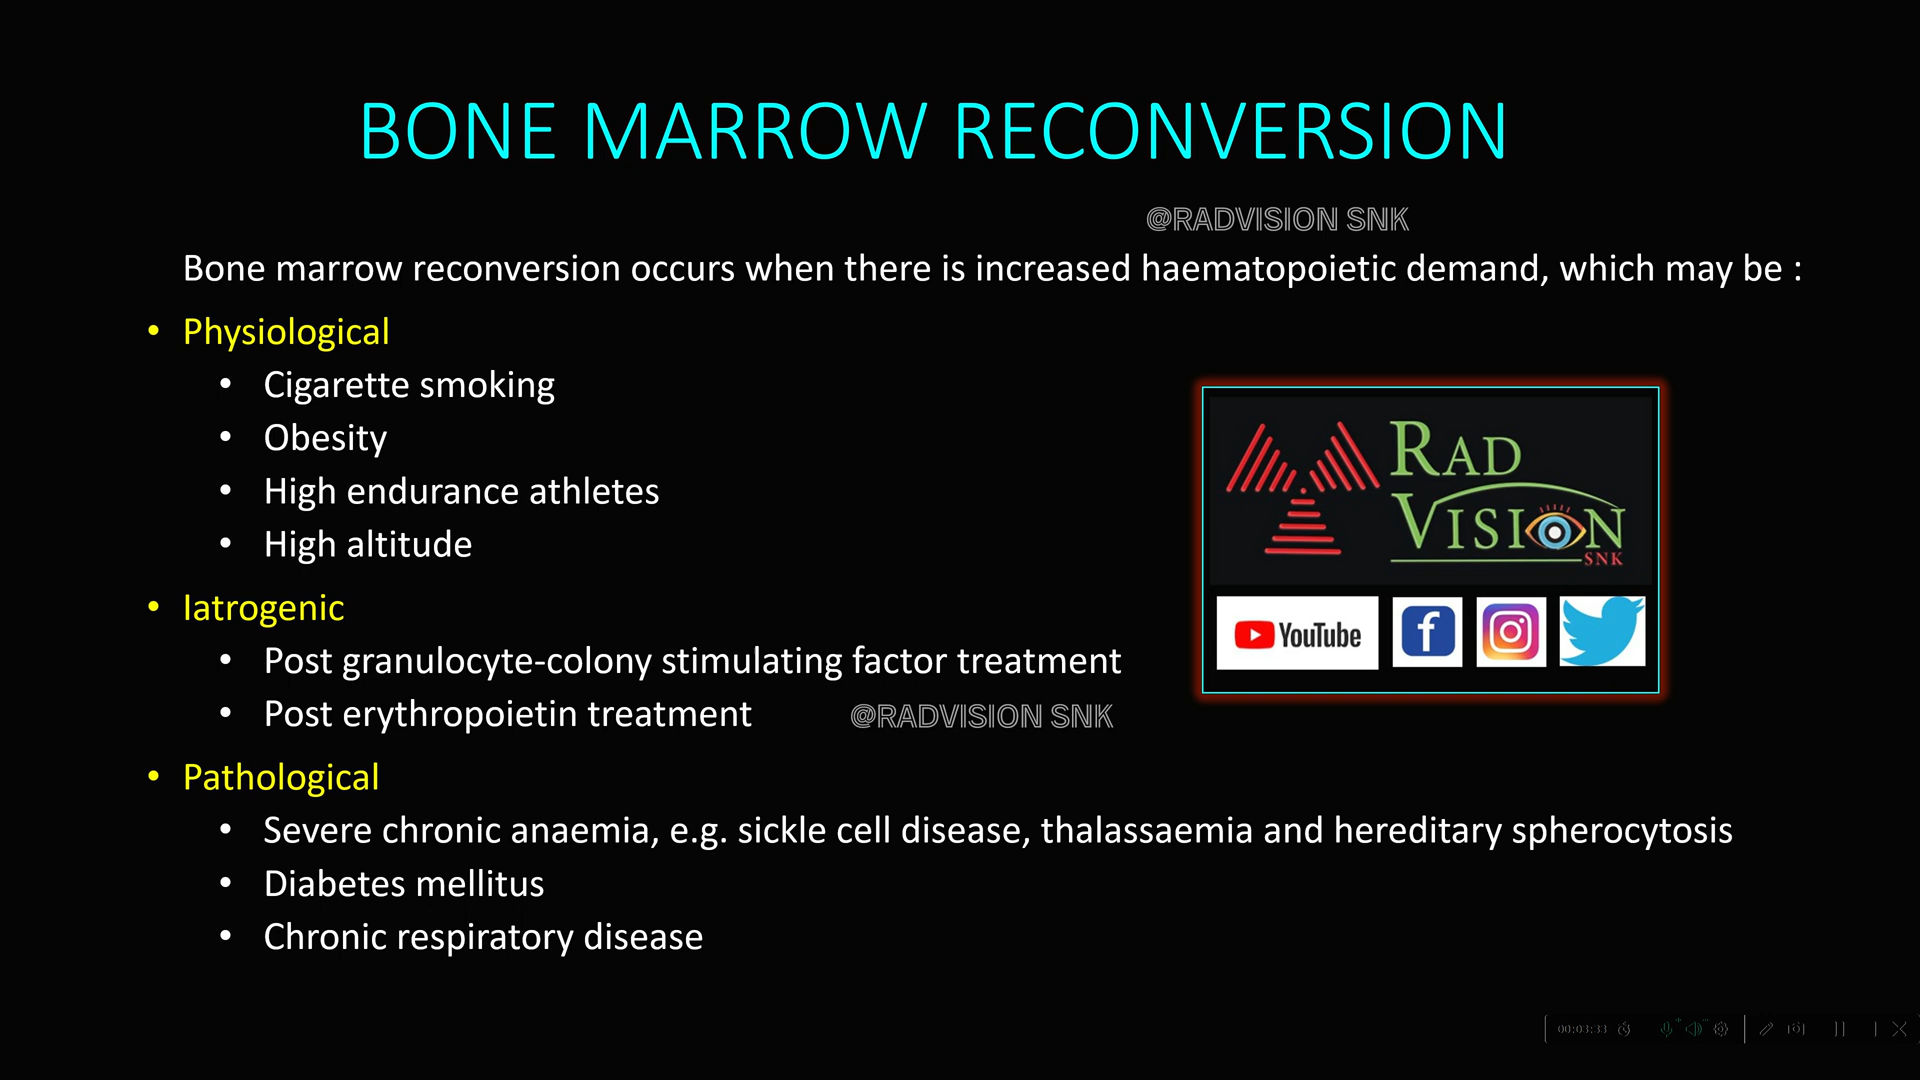 BONE MARROW RECONVERSION
@RADVISION SNK
Bone marrow reconversion occurs when there is increased haematopoietic demand, which may be :
• Physiological
• Cigarette smoking
• Obesity
• High endurance athletes
• High altitude
RAD
VISION
SNK
YouTube
• Iatrogenic
• Post granulocyte-colony stimulating factor treatment
• Post erythropoietin treatment
@RADVISION SNK
• Pathological
• Severe chronic anaemia, e.g. sickle cell disease, thalassaemia and hereditary spherocytosis
• Diabetes mellitus
• Chronic respiratory disease
00:03:33